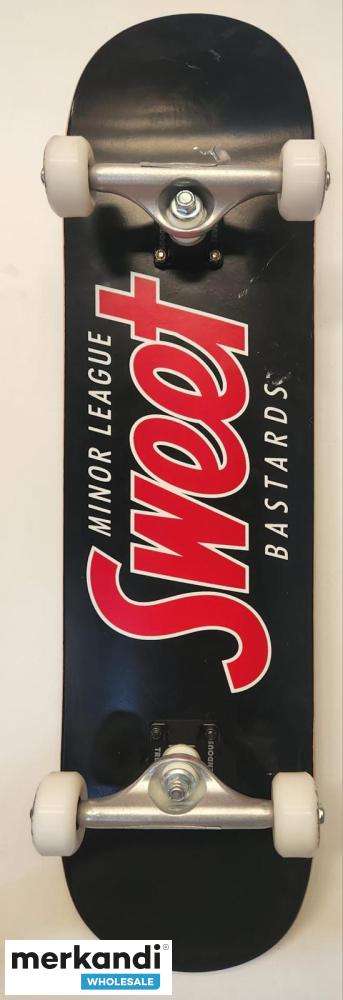 MINOR LEAGUE
Sweet
BASTARDS
merkandi
WHOLESALE